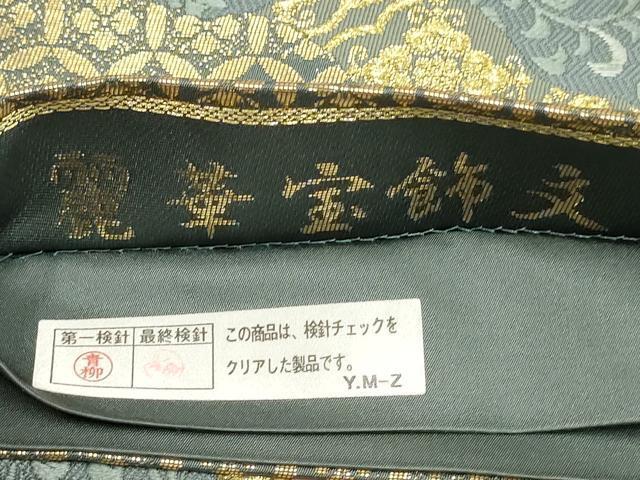 麗華宝飾文
第一検針 最終検針
青柳
この商品は、検針チェックを
クリアした製品です。
Y.M-Z